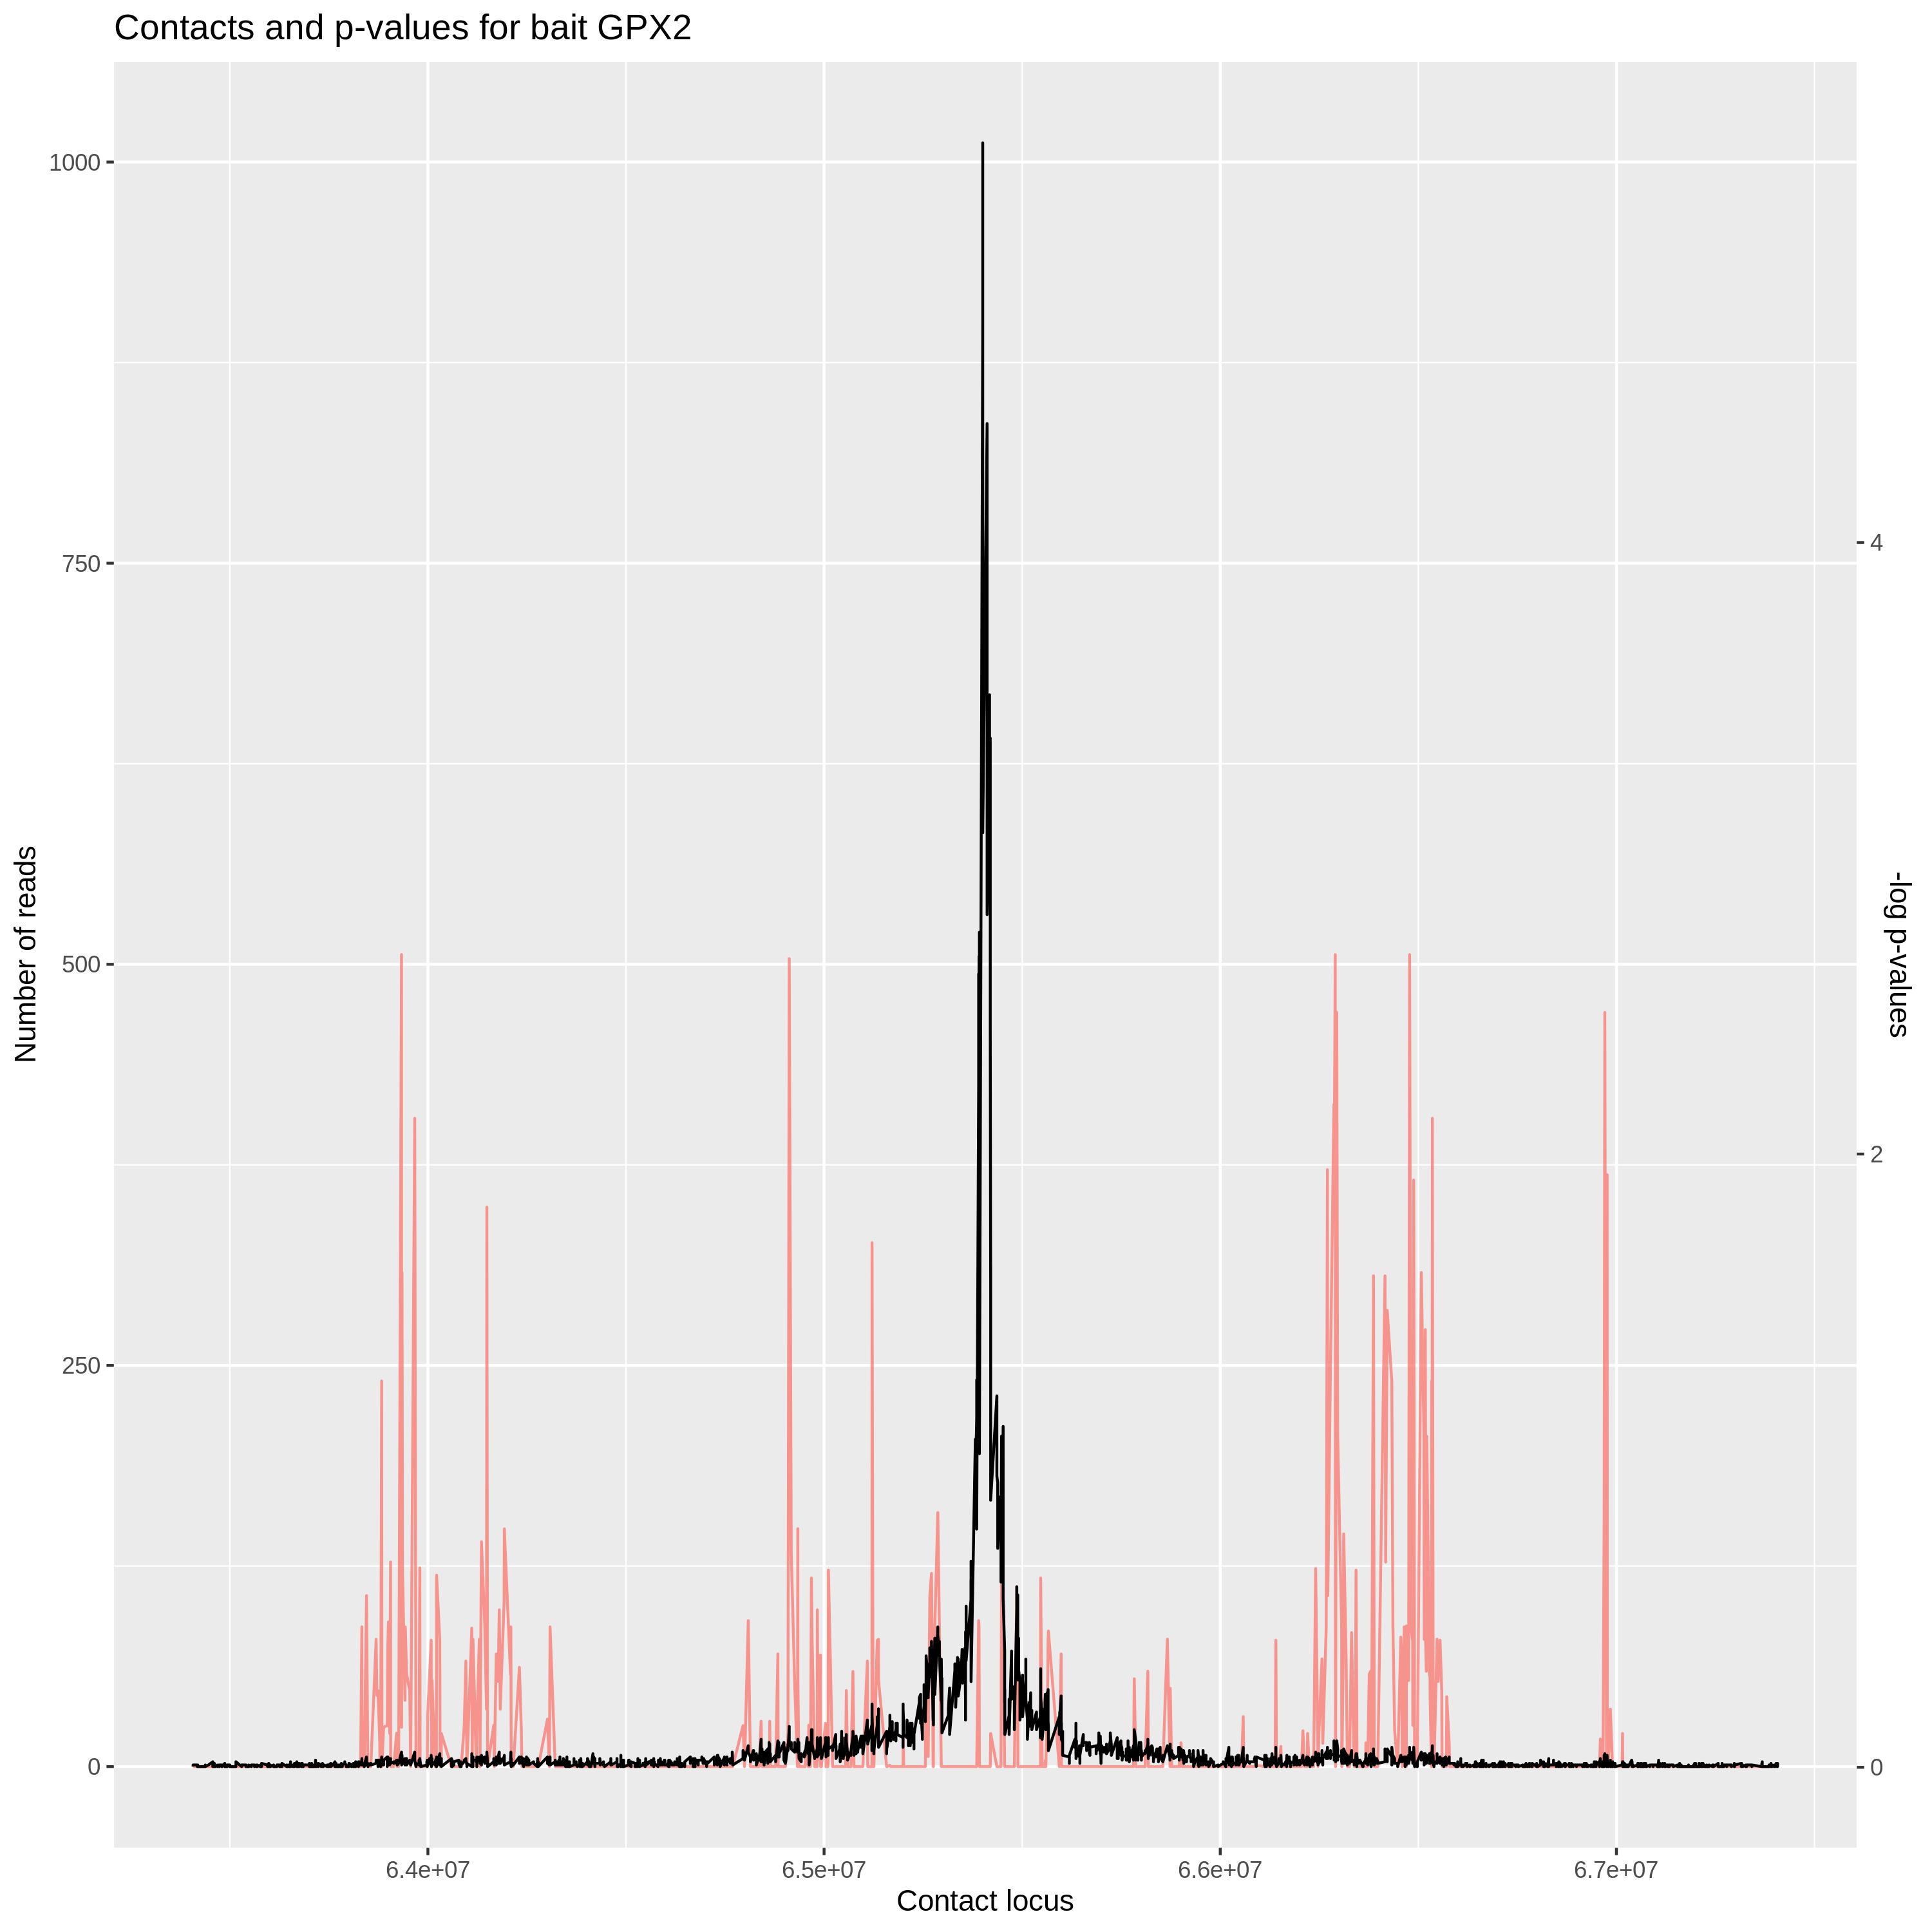 Contacts and p-values for bait GPX2
1000
750
500
250
0
Number of reads
4
2
0
-log p-values
6.4e+07
6.5e+07
6.6e+07
6.7e+07
Contact locus